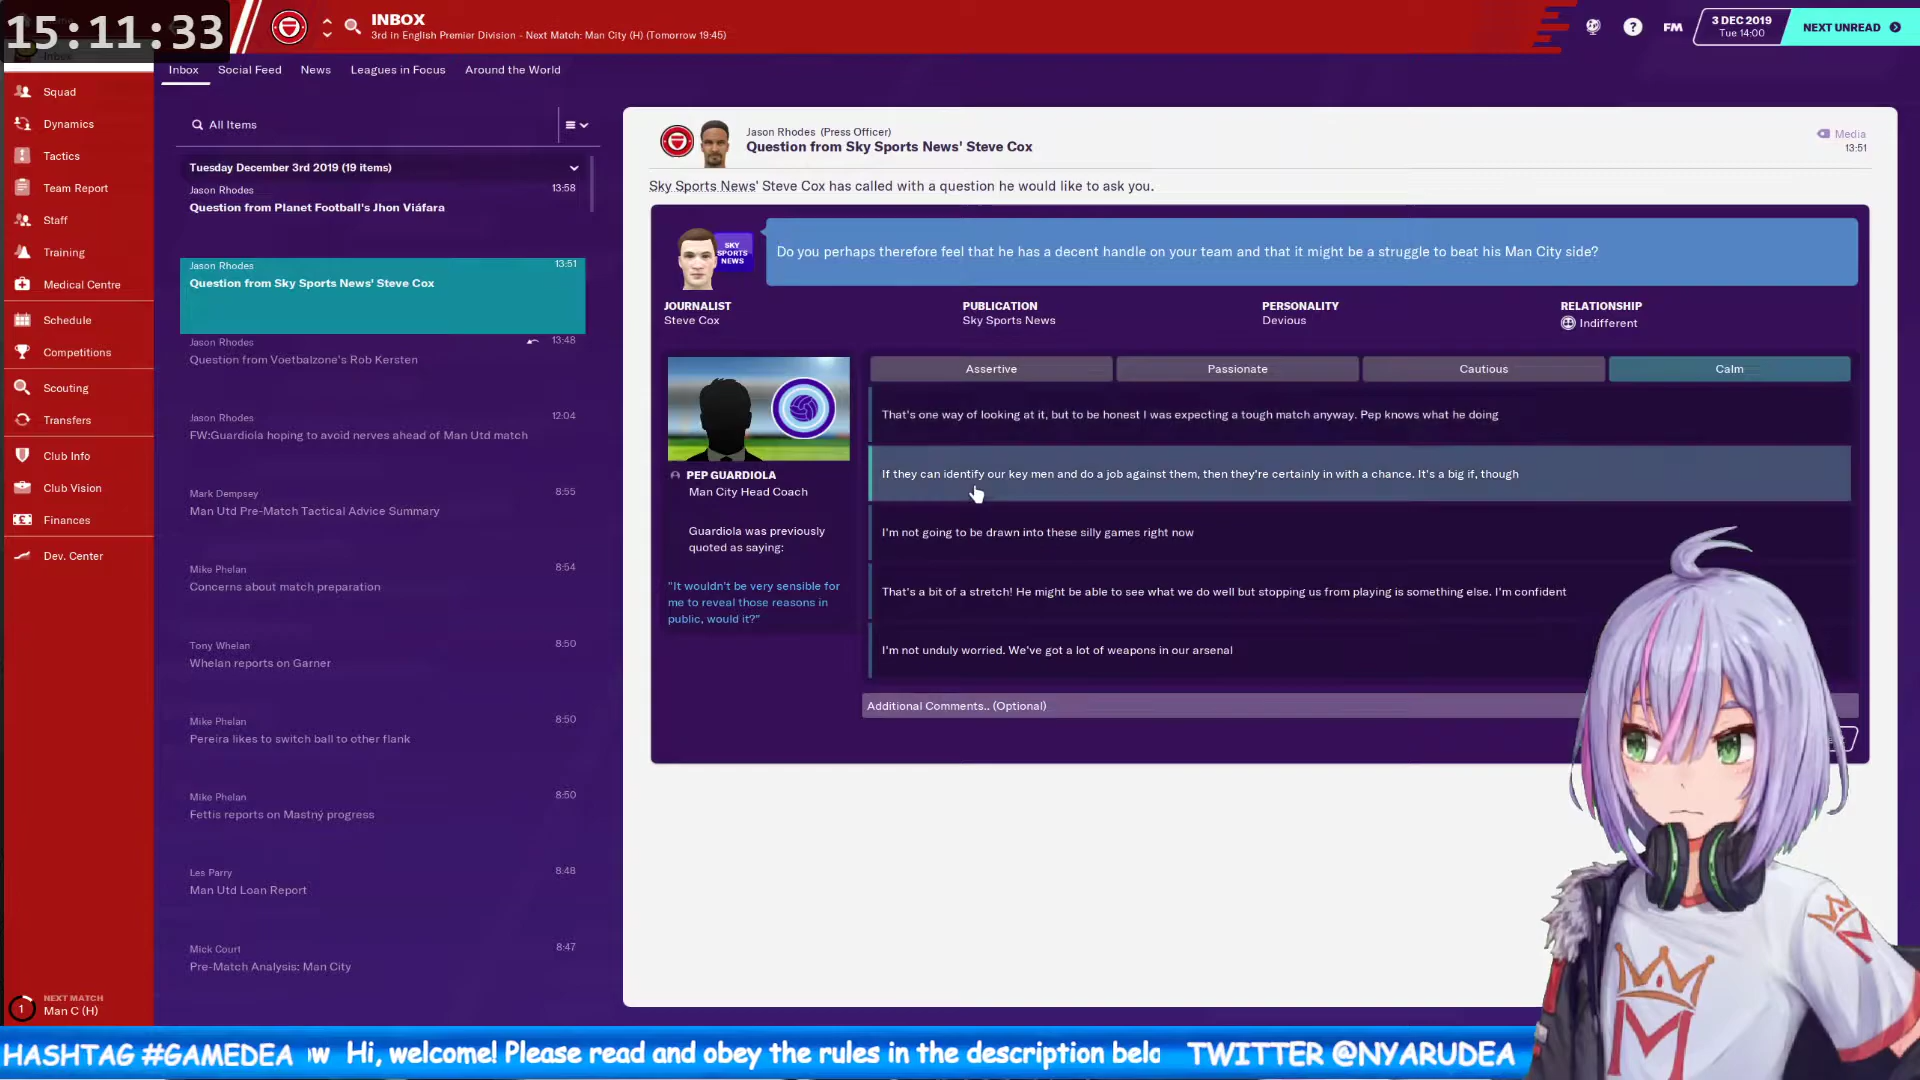 15:11:33
INBOX
3rd in English Premier Division - Next Match: Man City (H) (Tomorrow 19:45)
FM
3 DEC 2019
Tue 14:00
NEXT UNREAD
Inbox
Squad
Dynamics
Tactics
Team Report
Staff
Training
Medical Centre
Schedule
Competitions
Scouting
Transfers
Club Info
Club Vision
Finances
Dev. Center
1
NEXT MATCH
Man C (H)
Inbox
Social Feed
News
Leagues in Focus
Around the World
All Items
Tuesday December 3rd 2019 (19 items)
Jason Rhodes 13:58
Question from Planet Football's Jhon Viáfara
Jason Rhodes 13:51
Question from Sky Sports News' Steve Cox
Jason Rhodes 13:48
Question from Voetbalzone's Rob Kersten
Jason Rhodes 12:04
FW:Guardiola hoping to avoid nerves ahead of Man Utd match
Mark Dempsey 8:55
Man Utd Pre-Match Tactical Advice Summary
Mike Phelan 8:54
Concerns about match preparation
Tony Whelan 8:50
Whelan reports on Garner
Mike Phelan 8:50
Pereira likes to switch ball to other flank
Mike Phelan 8:50
Fettis reports on Mastný progress
Les Parry 8:48
Man Utd Loan Report
Mick Court 8:47
Pre-Match Analysis: Man City
Jason Rhodes (Press Officer)
Question from Sky Sports News' Steve Cox
Media
13:51
Sky Sports News' Steve Cox has called with a question he would like to ask you.
SKY
SPORTS
NEWS
Do you perhaps therefore feel that he has a decent handle on your team and that it might be a struggle to beat his Man City side?
JOURNALIST
Steve Cox
PUBLICATION
Sky Sports News
PERSONALITY
Devious
RELATIONSHIP
Indifferent
PEP GUARDIOLA
Man City Head Coach
Guardiola was previously
quoted as saying:
"It wouldn't be very sensible for
me to reveal those reasons in
public, would it?"
Assertive
Passionate
Cautious
Calm
That's one way of looking at it, but to be honest I was expecting a tough match anyway. Pep knows what he doing
If they can identify our key men and do a job against them, then they're certainly in with a chance. It's a big if, though
I'm not going to be drawn into these silly games right now
That's a bit of a stretch! He might be able to see what we do well but stopping us from playing is something else. I'm confident
I'm not unduly worried. We've got a lot of weapons in our arsenal
Additional Comments.. (Optional)
M
HASHTAG #GAMEDEA
w Hi, welcome! Please read and obey the rules in the description belo
TWITTER @NYARUDEA